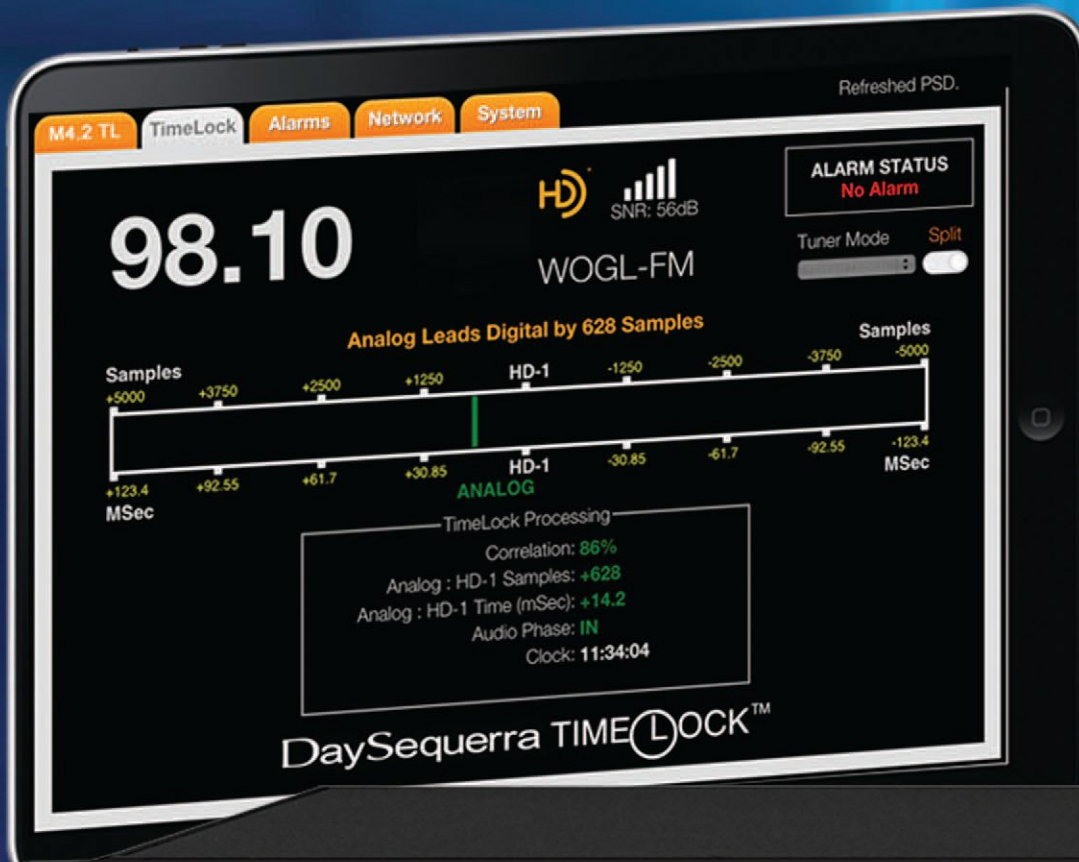 Refreshed PSD.
M4.2 TL TimeLock Alarms Network System
98.10
HD
SNR: 56dB
WOGL-FM
ALARM STATUS
No Alarm
Tuner Mode Split
Analog Leads Digital by 628 Samples
Samples Samples
+5000 +3750 +2500 +1250 HD-1 -1250 -2500 -3750 -5000
+123.4 +92.55 +61.7 +30.85 HD-1 -30.85 -61.7 -92.55 -123.4
MSec ANALOG MSec
TimeLock Processing
Correlation: 86%
Analog : HD-1 Samples: +628
Analog : HD-1 Time (mSec): +14.2
Audio Phase: IN
Clock: 11:34:04
DaySequerra TIMELOCK™